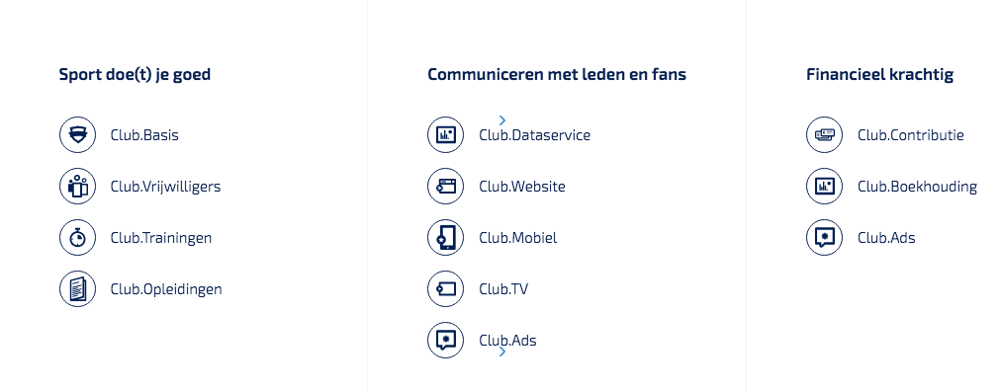 Sport doe(t) je goed
Club.Basis
Club.Vrijwilligers
Club.Trainingen
Club.Opleidingen
Communiceren met leden en fans
Club.Dataservice
Club.Website
Club.Mobiel
Club.TV
Club.Ads
Financieel krachtig
Club.Contributie
Club.Boekhouding
Club.Ads